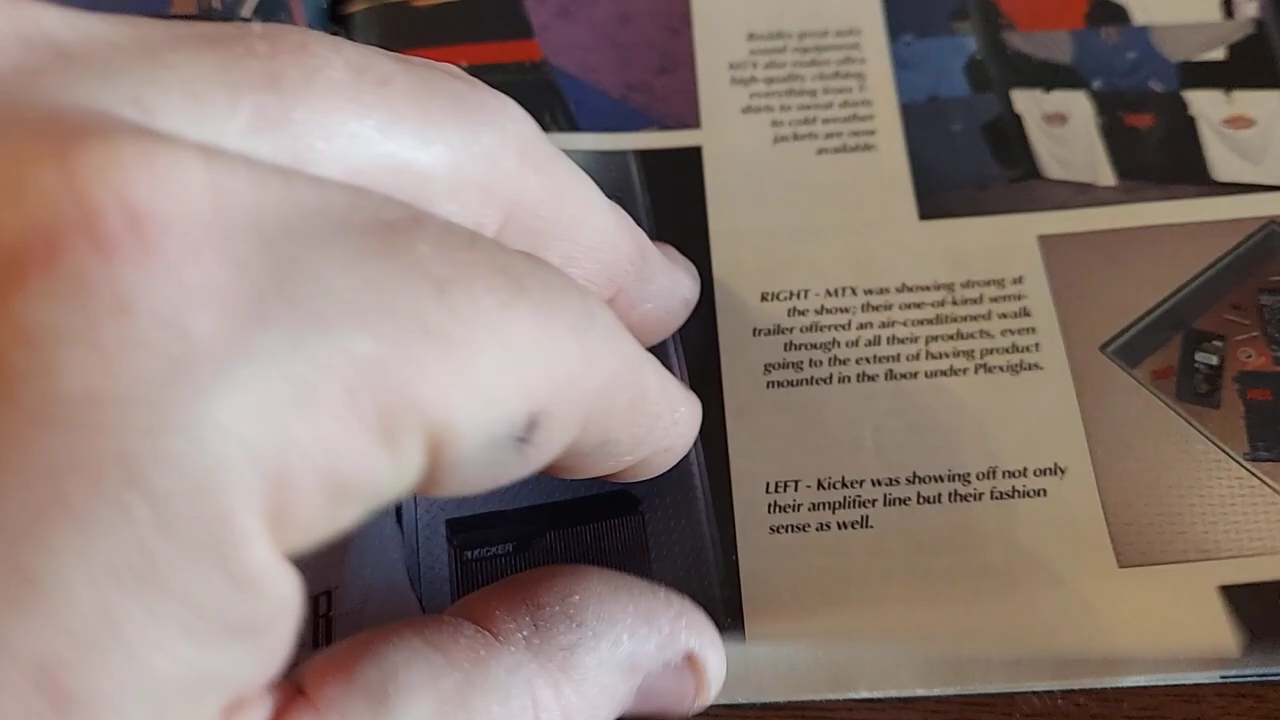 Besides great auto
sound equipment,
MTX also makes ultra
high-quality clothing,
everything from T-
shirts to sweat shirts
to cold weather
jackets are now
available.
RIGHT - MTX was showing strong at
the show; their one-of-kind semi-
trailer offered an air-conditioned walk
through of all their products, even
going to the extent of having product
mounted in the floor under Plexiglas.
LEFT - Kicker was showing off not only
their amplifier line but their fashion
sense as well.
KICKER
R